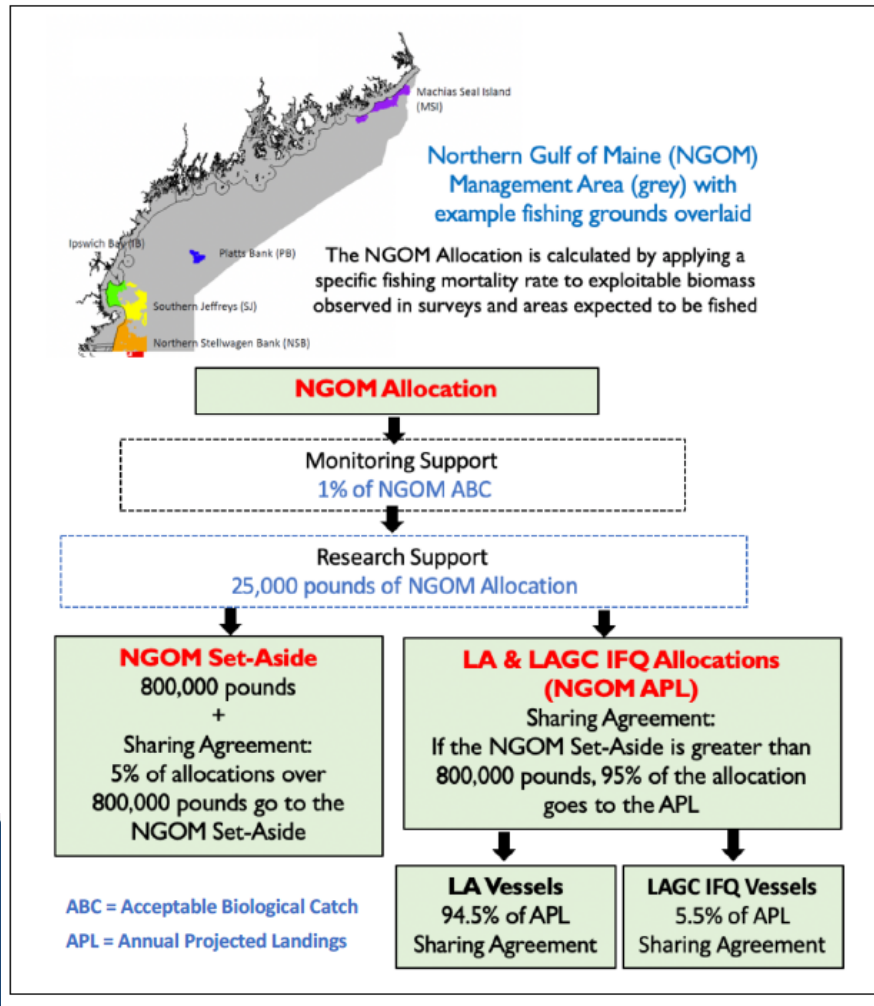 Machias Seal Island
(MSI)
Northern Gulf of Maine (NGOM)
Management Area (grey) with
example fishing grounds overlaid
Ipswich Bay (IB)
Platts Bank (PB)
The NGOM Allocation is calculated by applying a
specific fishing mortality rate to exploitable biomass
observed in surveys and areas expected to be fished
Southern Jeffreys (SJ)
Northern Stellwagen Bank (NSB)
NGOM Allocation
Monitoring Support
1% of NGOM ABC
Research Support
25,000 pounds of NGOM Allocation
NGOM Set-Aside
800,000 pounds
+
Sharing Agreement:
5% of allocations over
800,000 pounds go to the
NGOM Set-Aside
LA & LAGC IFQ Allocations
(NGOM APL)
Sharing Agreement:
If the NGOM Set-Aside is greater than
800,000 pounds, 95% of the allocation
goes to the APL
LA Vessels
94.5% of APL
Sharing Agreement
LAGC IFQ Vessels
5.5% of APL
Sharing Agreement
ABC = Acceptable Biological Catch
APL = Annual Projected Landings